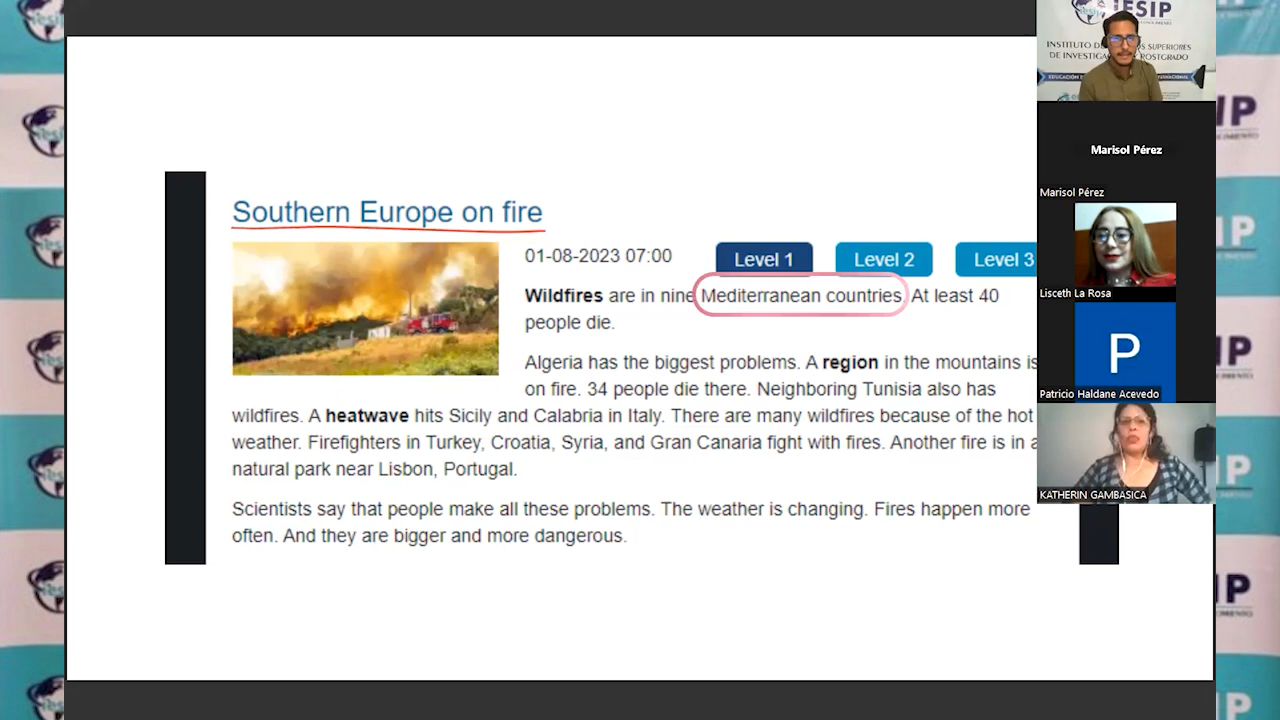 Southern Europe on fire
01-08-2023 07:00
Level 1
Level 2
Level 3
Wildfires are in nine Mediterranean countries. At least 40
people die.
Algeria has the biggest problems. A region in the mountains is
on fire. 34 people die there. Neighboring Tunisia also has
wildfires. A heatwave hits Sicily and Calabria in Italy. There are many wildfires because of the hot
weather. Firefighters in Turkey, Croatia, Syria, and Gran Canaria fight with fires. Another fire is in a
natural park near Lisbon, Portugal.
Scientists say that people make all these problems. The weather is changing. Fires happen more
often. And they are bigger and more dangerous.
IESIP
INSTITUTO DE SUPERIORES
DE INVESTIGA POSTGRADO
Marisol Pérez
Marisol Pérez
Lisceth La Rosa
P
Patricio Haldane Acevedo
KATHERIN GAMBASICA